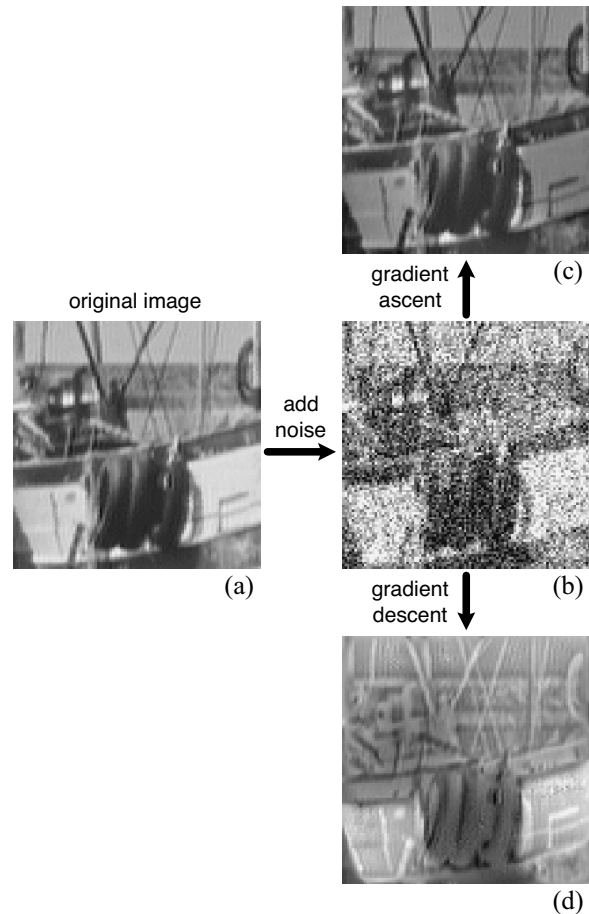 (c)
gradient
ascent
original image
add
noise
(a)
(b)
gradient
descent
(d)